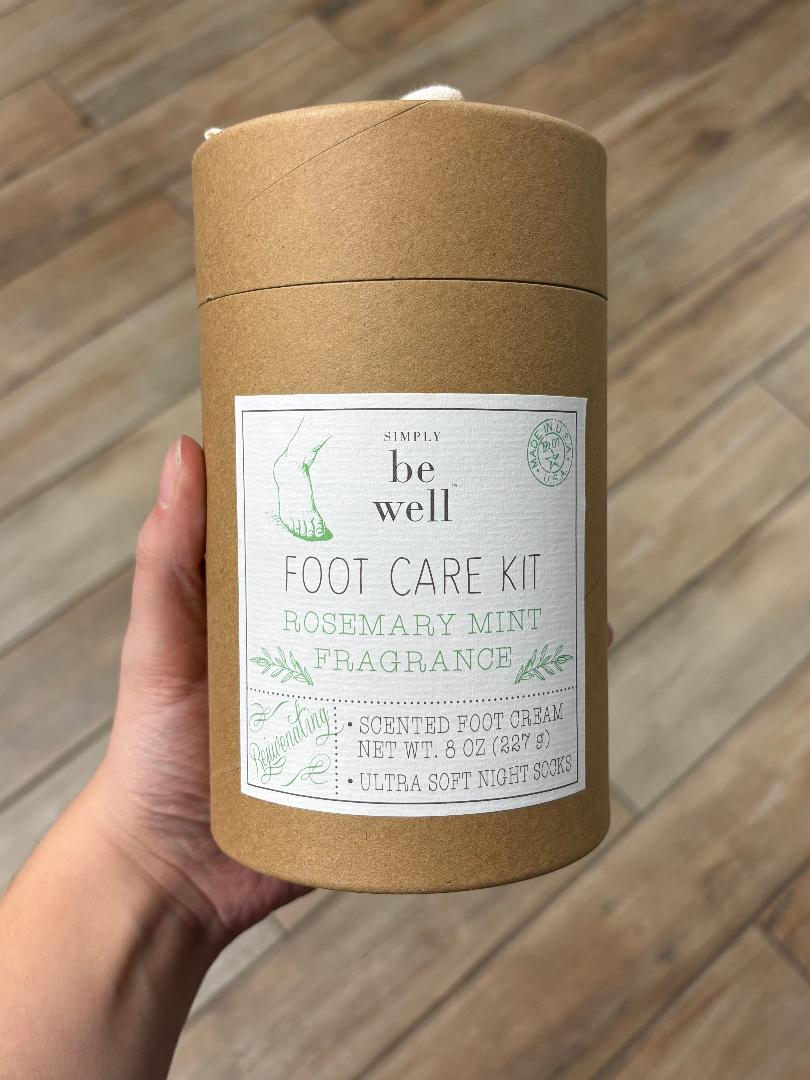 SIMPLY
be
well™
MADE IN U.S.A.
U.S.A.
FOOT CARE KIT
ROSEMARY MINT
FRAGRANCE
Rejuvenating
• SCENTED FOOT CREAM
NET WT. 8 OZ (227 g)
• ULTRA SOFT NIGHT SOCKS